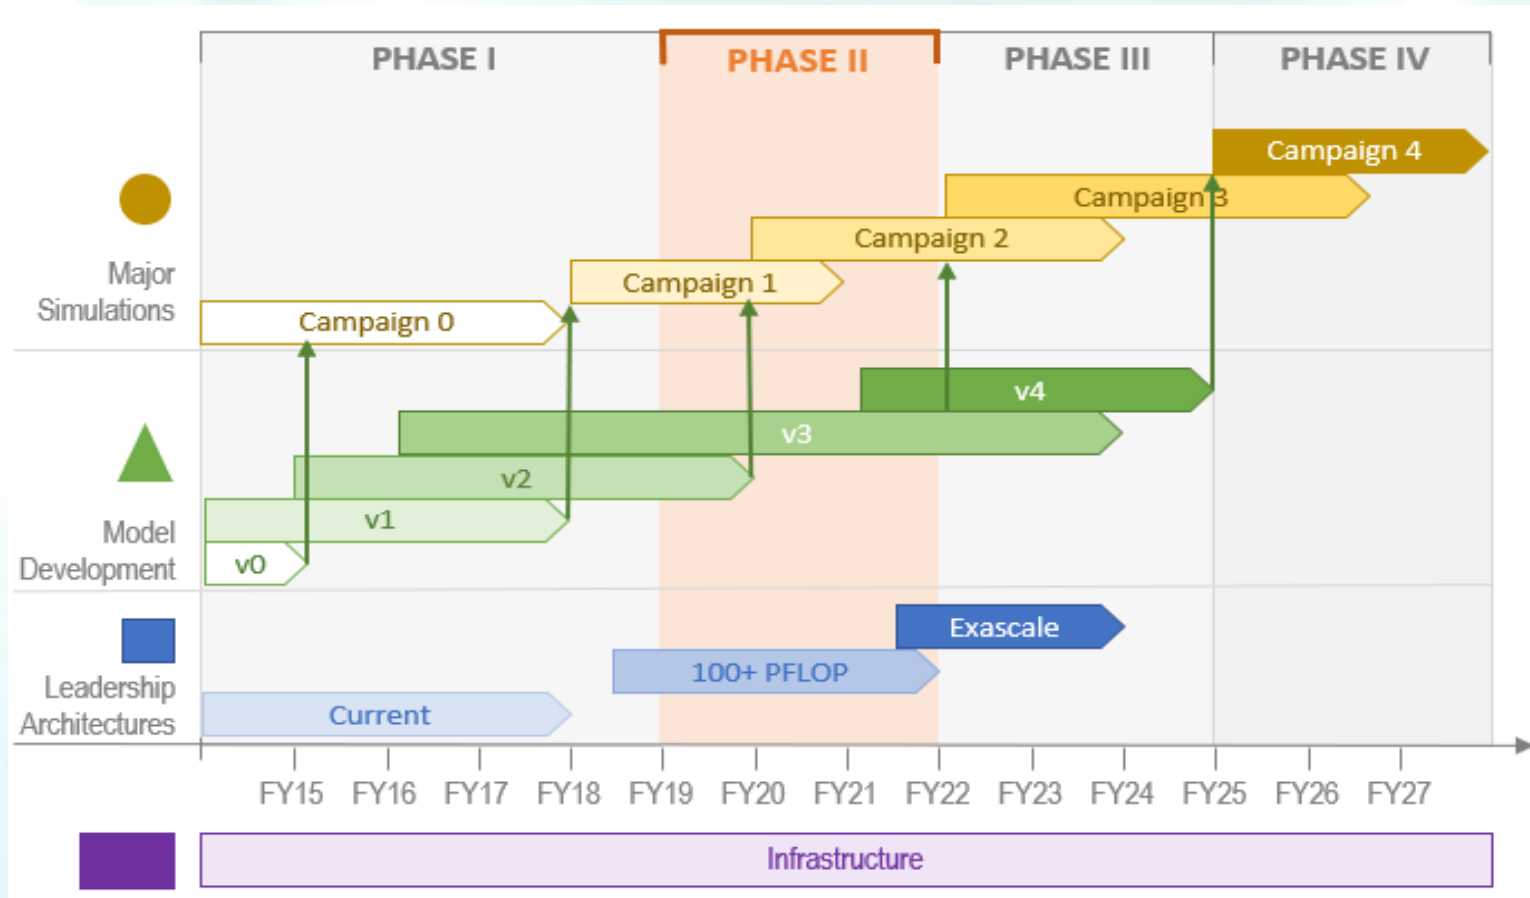 PHASE I
PHASE II
PHASE III
PHASE IV
Campaign 4
Campaign 3
Campaign 2
Campaign 1
Campaign 0
Major
Simulations
v4
v3
v2
v1
v0
Model
Development
Exascale
100+ PFLOP
Current
Leadership
Architectures
FY15 FY16 FY17 FY18 FY19 FY20 FY21 FY22 FY23 FY24 FY25 FY26 FY27
Infrastructure